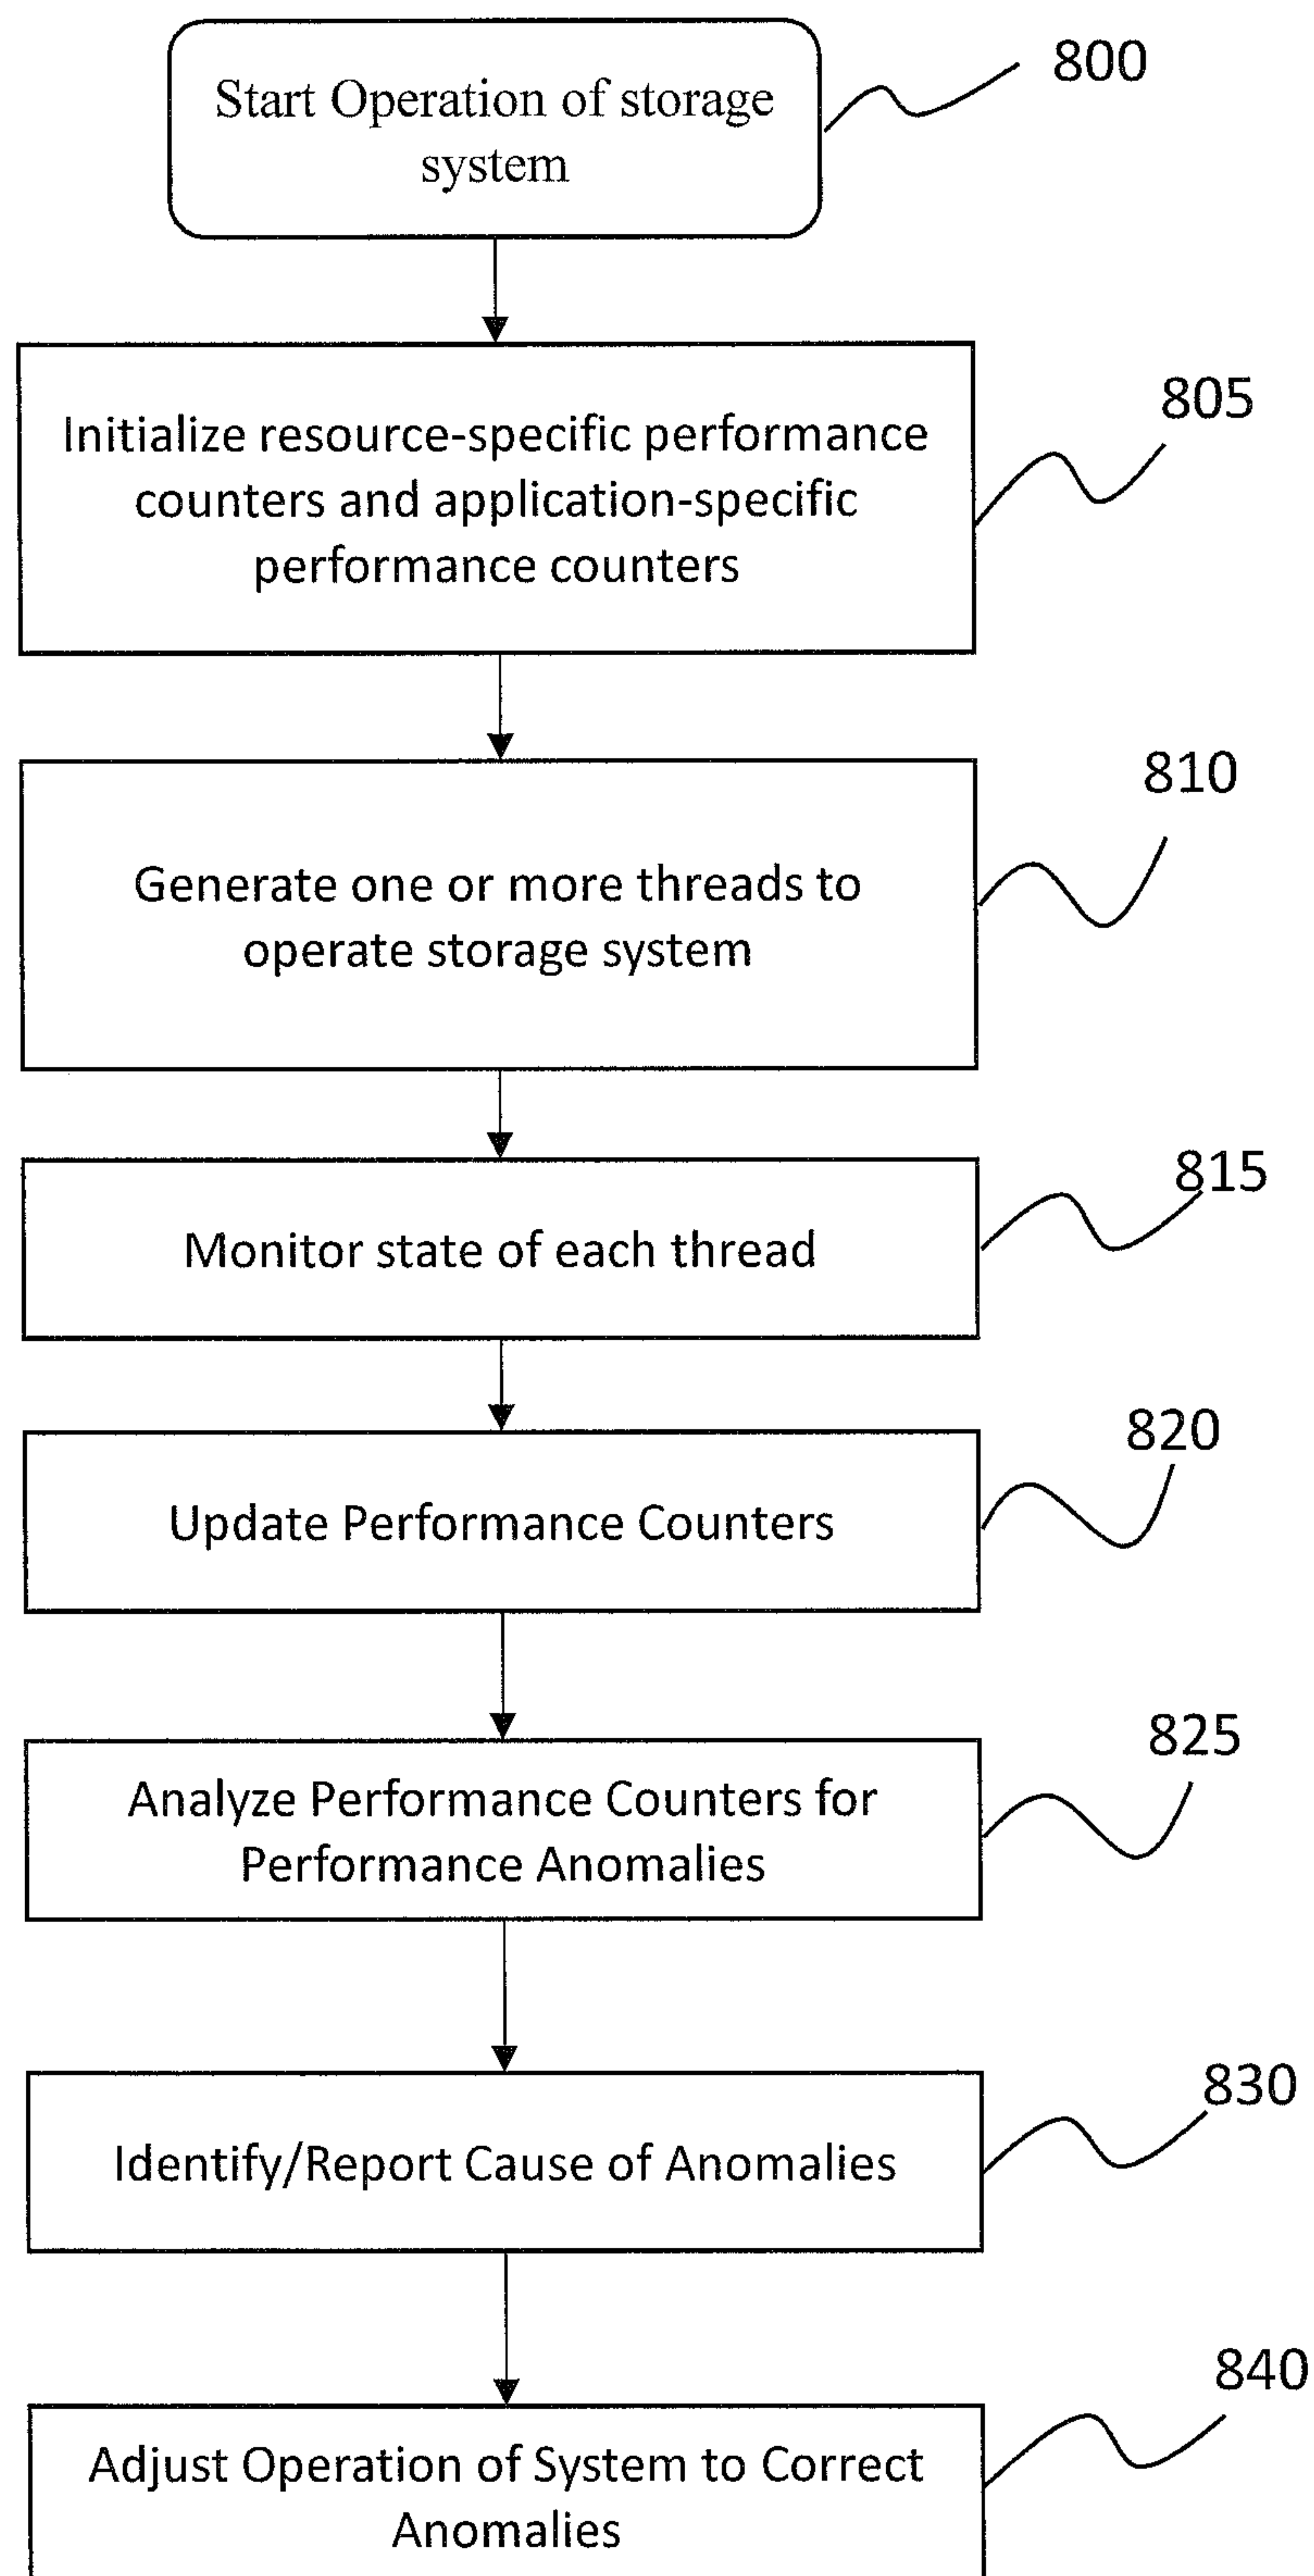 Start Operation of storage
system
800
Initialize resource-specific performance
counters and application-specific
performance counters
805
Generate one or more threads to
operate storage system
810
Monitor state of each thread
815
Update Performance Counters
820
Analyze Performance Counters for
Performance Anomalies
825
Identify/Report Cause of Anomalies
830
Adjust Operation of System to Correct
Anomalies
840